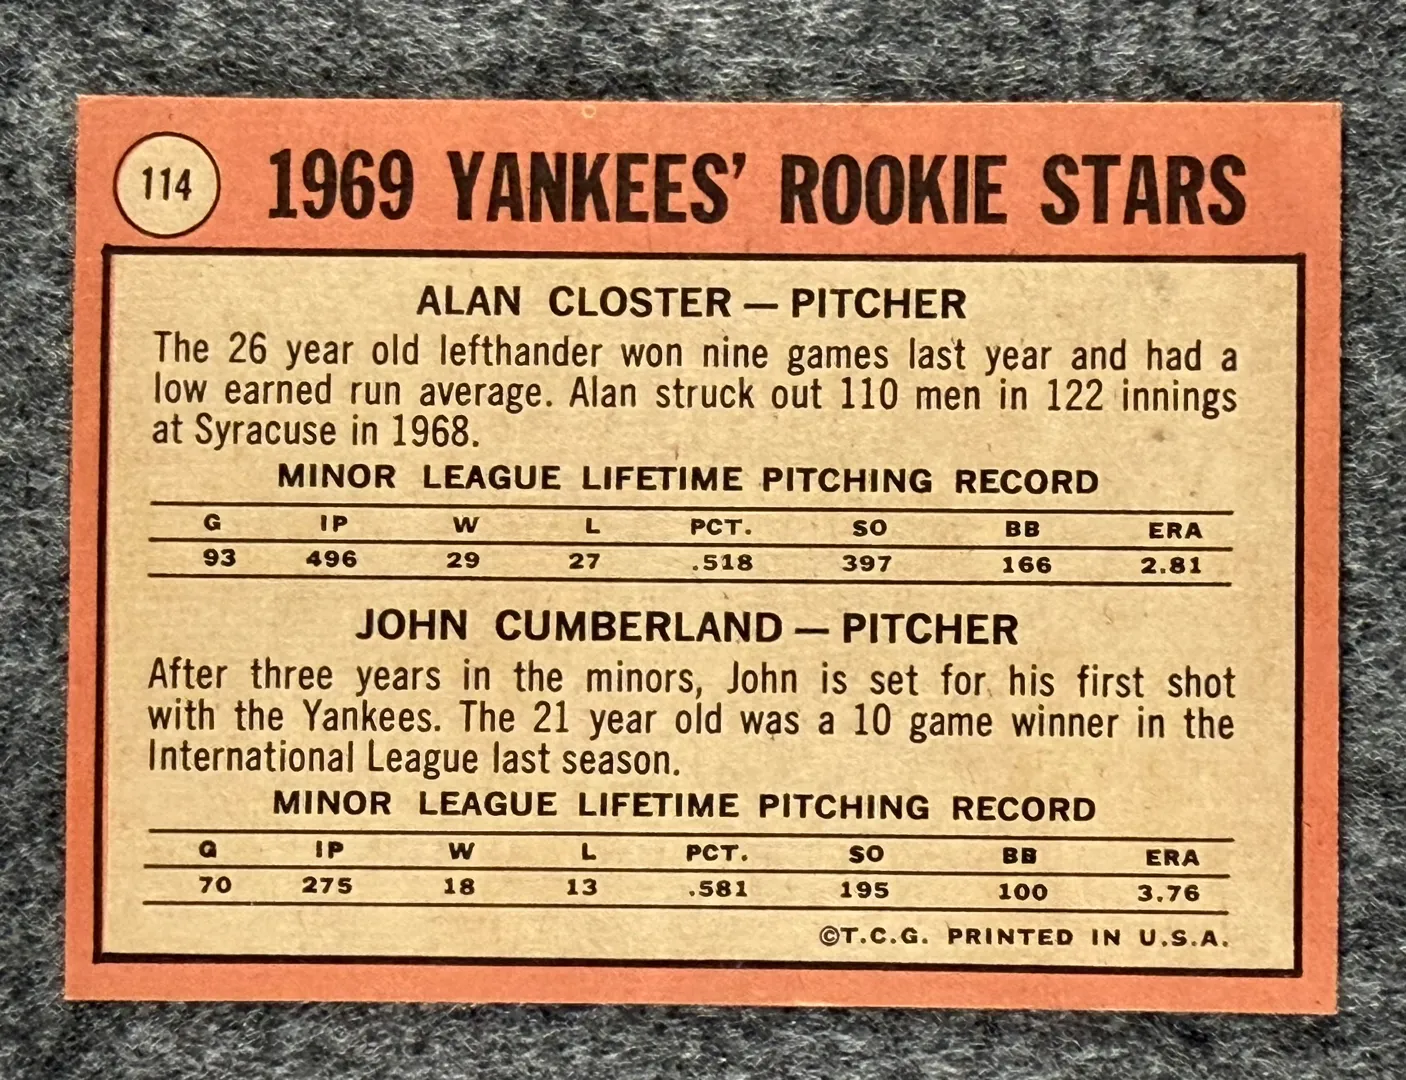 114 1969 YANKEES' ROOKIE STARS
ALAN CLOSTER — PITCHER
The 26 year old lefthander won nine games last year and had a
low earned run average. Alan struck out 110 men in 122 innings
at Syracuse in 1968.
MINOR LEAGUE LIFETIME PITCHING RECORD
G IP W L PCT. SO BB ERA
93 496 29 27 .518 397 166 2.81
JOHN CUMBERLAND — PITCHER
After three years in the minors, John is set for his first shot
with the Yankees. The 21 year old was a 10 game winner in the
International League last season.
MINOR LEAGUE LIFETIME PITCHING RECORD
G IP W L PCT. SO BB ERA
70 275 18 13 .581 195 100 3.76
©T.C.G. PRINTED IN U.S.A.